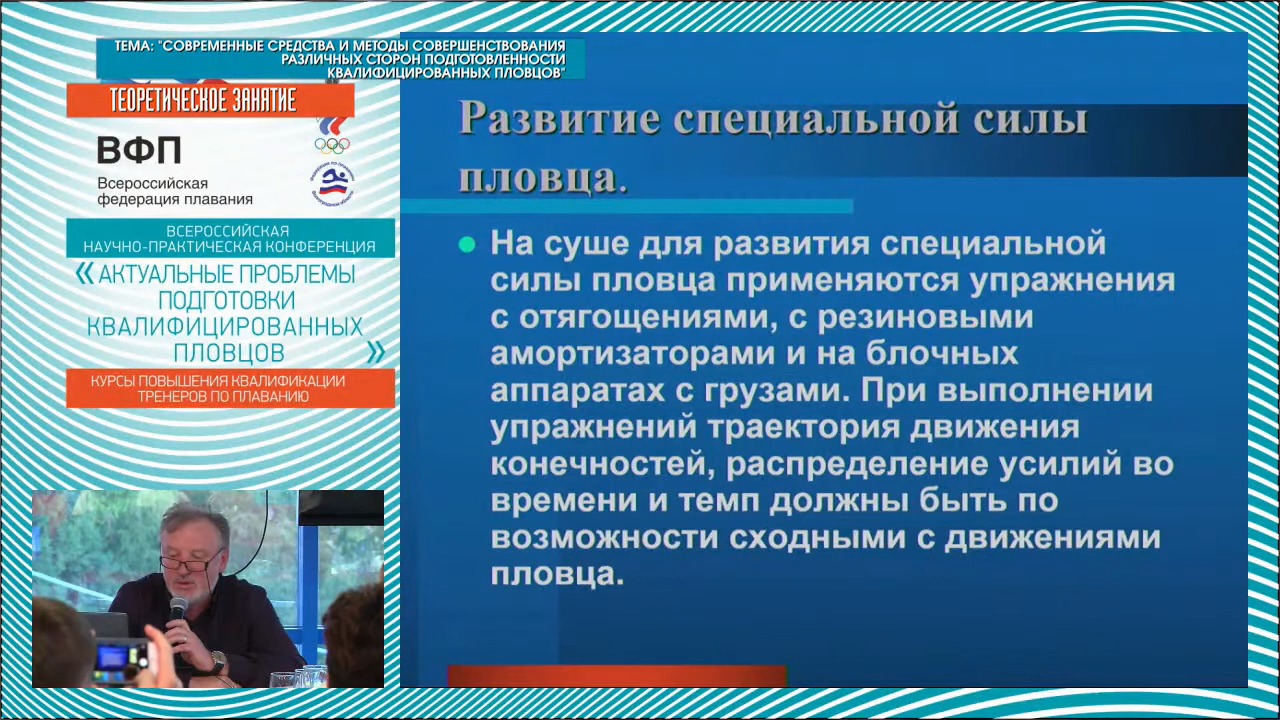 ТЕМА: "СОВРЕМЕННЫЕ СРЕДСТВА И МЕТОДЫ СОВЕРШЕНСТВОВАНИЯ
РАЗЛИЧНЫХ СТОРОН ПОДГОТОВЛЕННОСТИ
КВАЛИФИЦИРОВАННЫХ ПЛОВЦОВ"
ТЕОРЕТИЧЕСКОЕ ЗАНЯТИЕ
ВФП
Всероссийская
федерация плавания
ВСЕРОССИЙСКАЯ
НАУЧНО-ПРАКТИЧЕСКАЯ КОНФЕРЕНЦИЯ
«АКТУАЛЬНЫЕ ПРОБЛЕМЫ
ПОДГОТОВКИ
КВАЛИФИЦИРОВАННЫХ
ПЛОВЦОВ»
КУРСЫ ПОВЫШЕНИЯ КВАЛИФИКАЦИИ
ТРЕНЕРОВ ПО ПЛАВАНИЮ
Развитие специальной силы
пловца.
На суше для развития специальной
силы пловца применяются упражнения
с отягощениями, с резиновыми
амортизаторами и на блочных
аппаратах с грузами. При выполнении
упражнений траектория движения
конечностей, распределение усилий во
времени и темп должны быть по
возможности сходными с движениями
пловца.